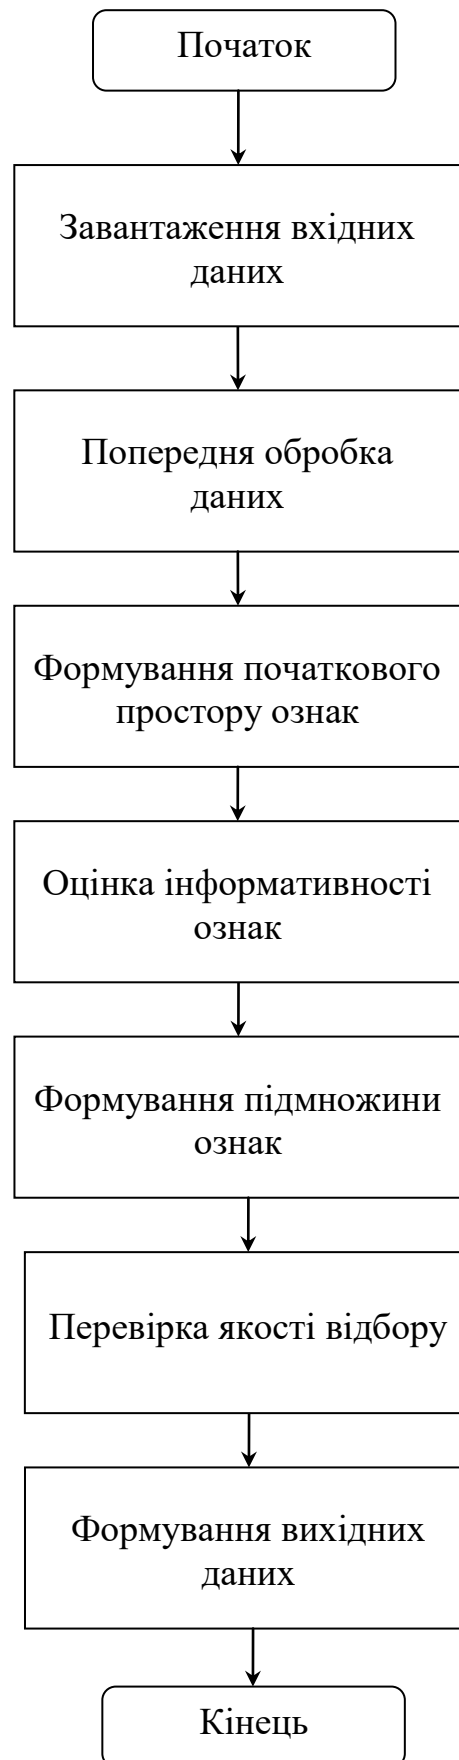 Початок
Завантаження вхідних
даних
Попередня обробка
даних
Формування початкового
простору ознак
Оцінка інформативності
ознак
Формування підмножини
ознак
Перевірка якості відбору
Формування вихідних
даних
Кінець